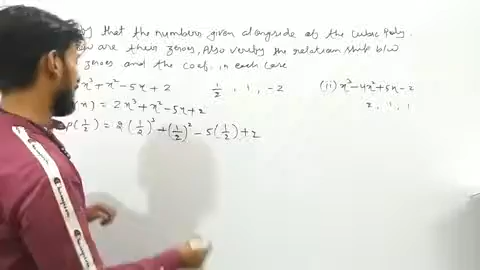 that the numbers given alongside of the cubic poly.
are their zeroes, Also verify the relationship b/w
zeroes and the coef. in each case
x³ + x² - 5x + 2 1/2, 1, -2 (ii) x³ - 4x² + 5x - 2
2, 1, 1
(x) = 2x³ + x² - 5x + 2
p(1/2) = 2(1/2)³ + (1/2)² - 5(1/2) + 2